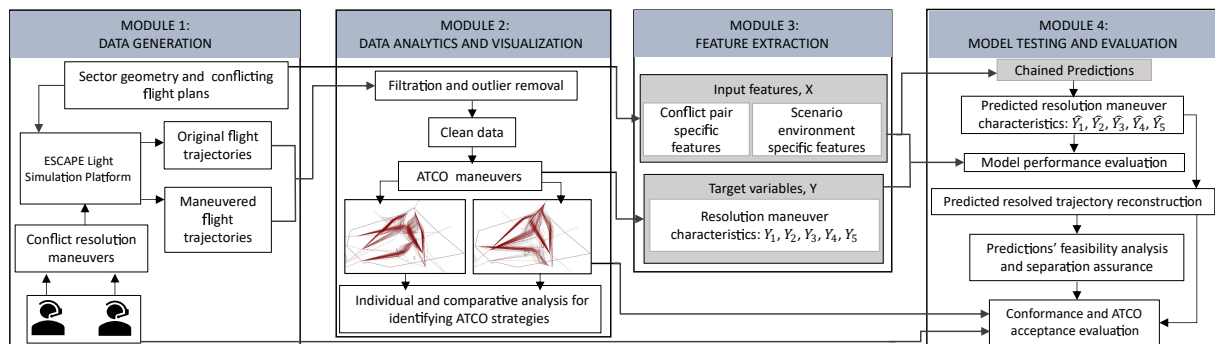 MODULE 1:
DATA GENERATION
Sector geometry and conflicting
flight plans
Original flight
trajectories
ESCAPE Light
Simulation Platform
Maneuvered
flight
trajectories
Conflict resolution
maneuvers
MODULE 2:
DATA ANALYTICS AND VISUALIZATION
Filtration and outlier removal
Clean data
ATCO maneuvers
Individual and comparative analysis for
identifying ATCO strategies
MODULE 3:
FEATURE EXTRACTION
Input features, X
Conflict pair
specific
features
Scenario
environment
specific features
Target variables, Y
Resolution maneuver
characteristics: Y₁, Y₂, Y₃, Y₄, Y₅
MODULE 4:
MODEL TESTING AND EVALUATION
Chained Predictions
Predicted resolution maneuver
characteristics: Ŷ₁, Ŷ₂, Ŷ₃, Ŷ₄, Ŷ₅
Model performance evaluation
Predicted resolved trajectory reconstruction
Predictions’ feasibility analysis
and separation assurance
Conformance and ATCO
acceptance evaluation